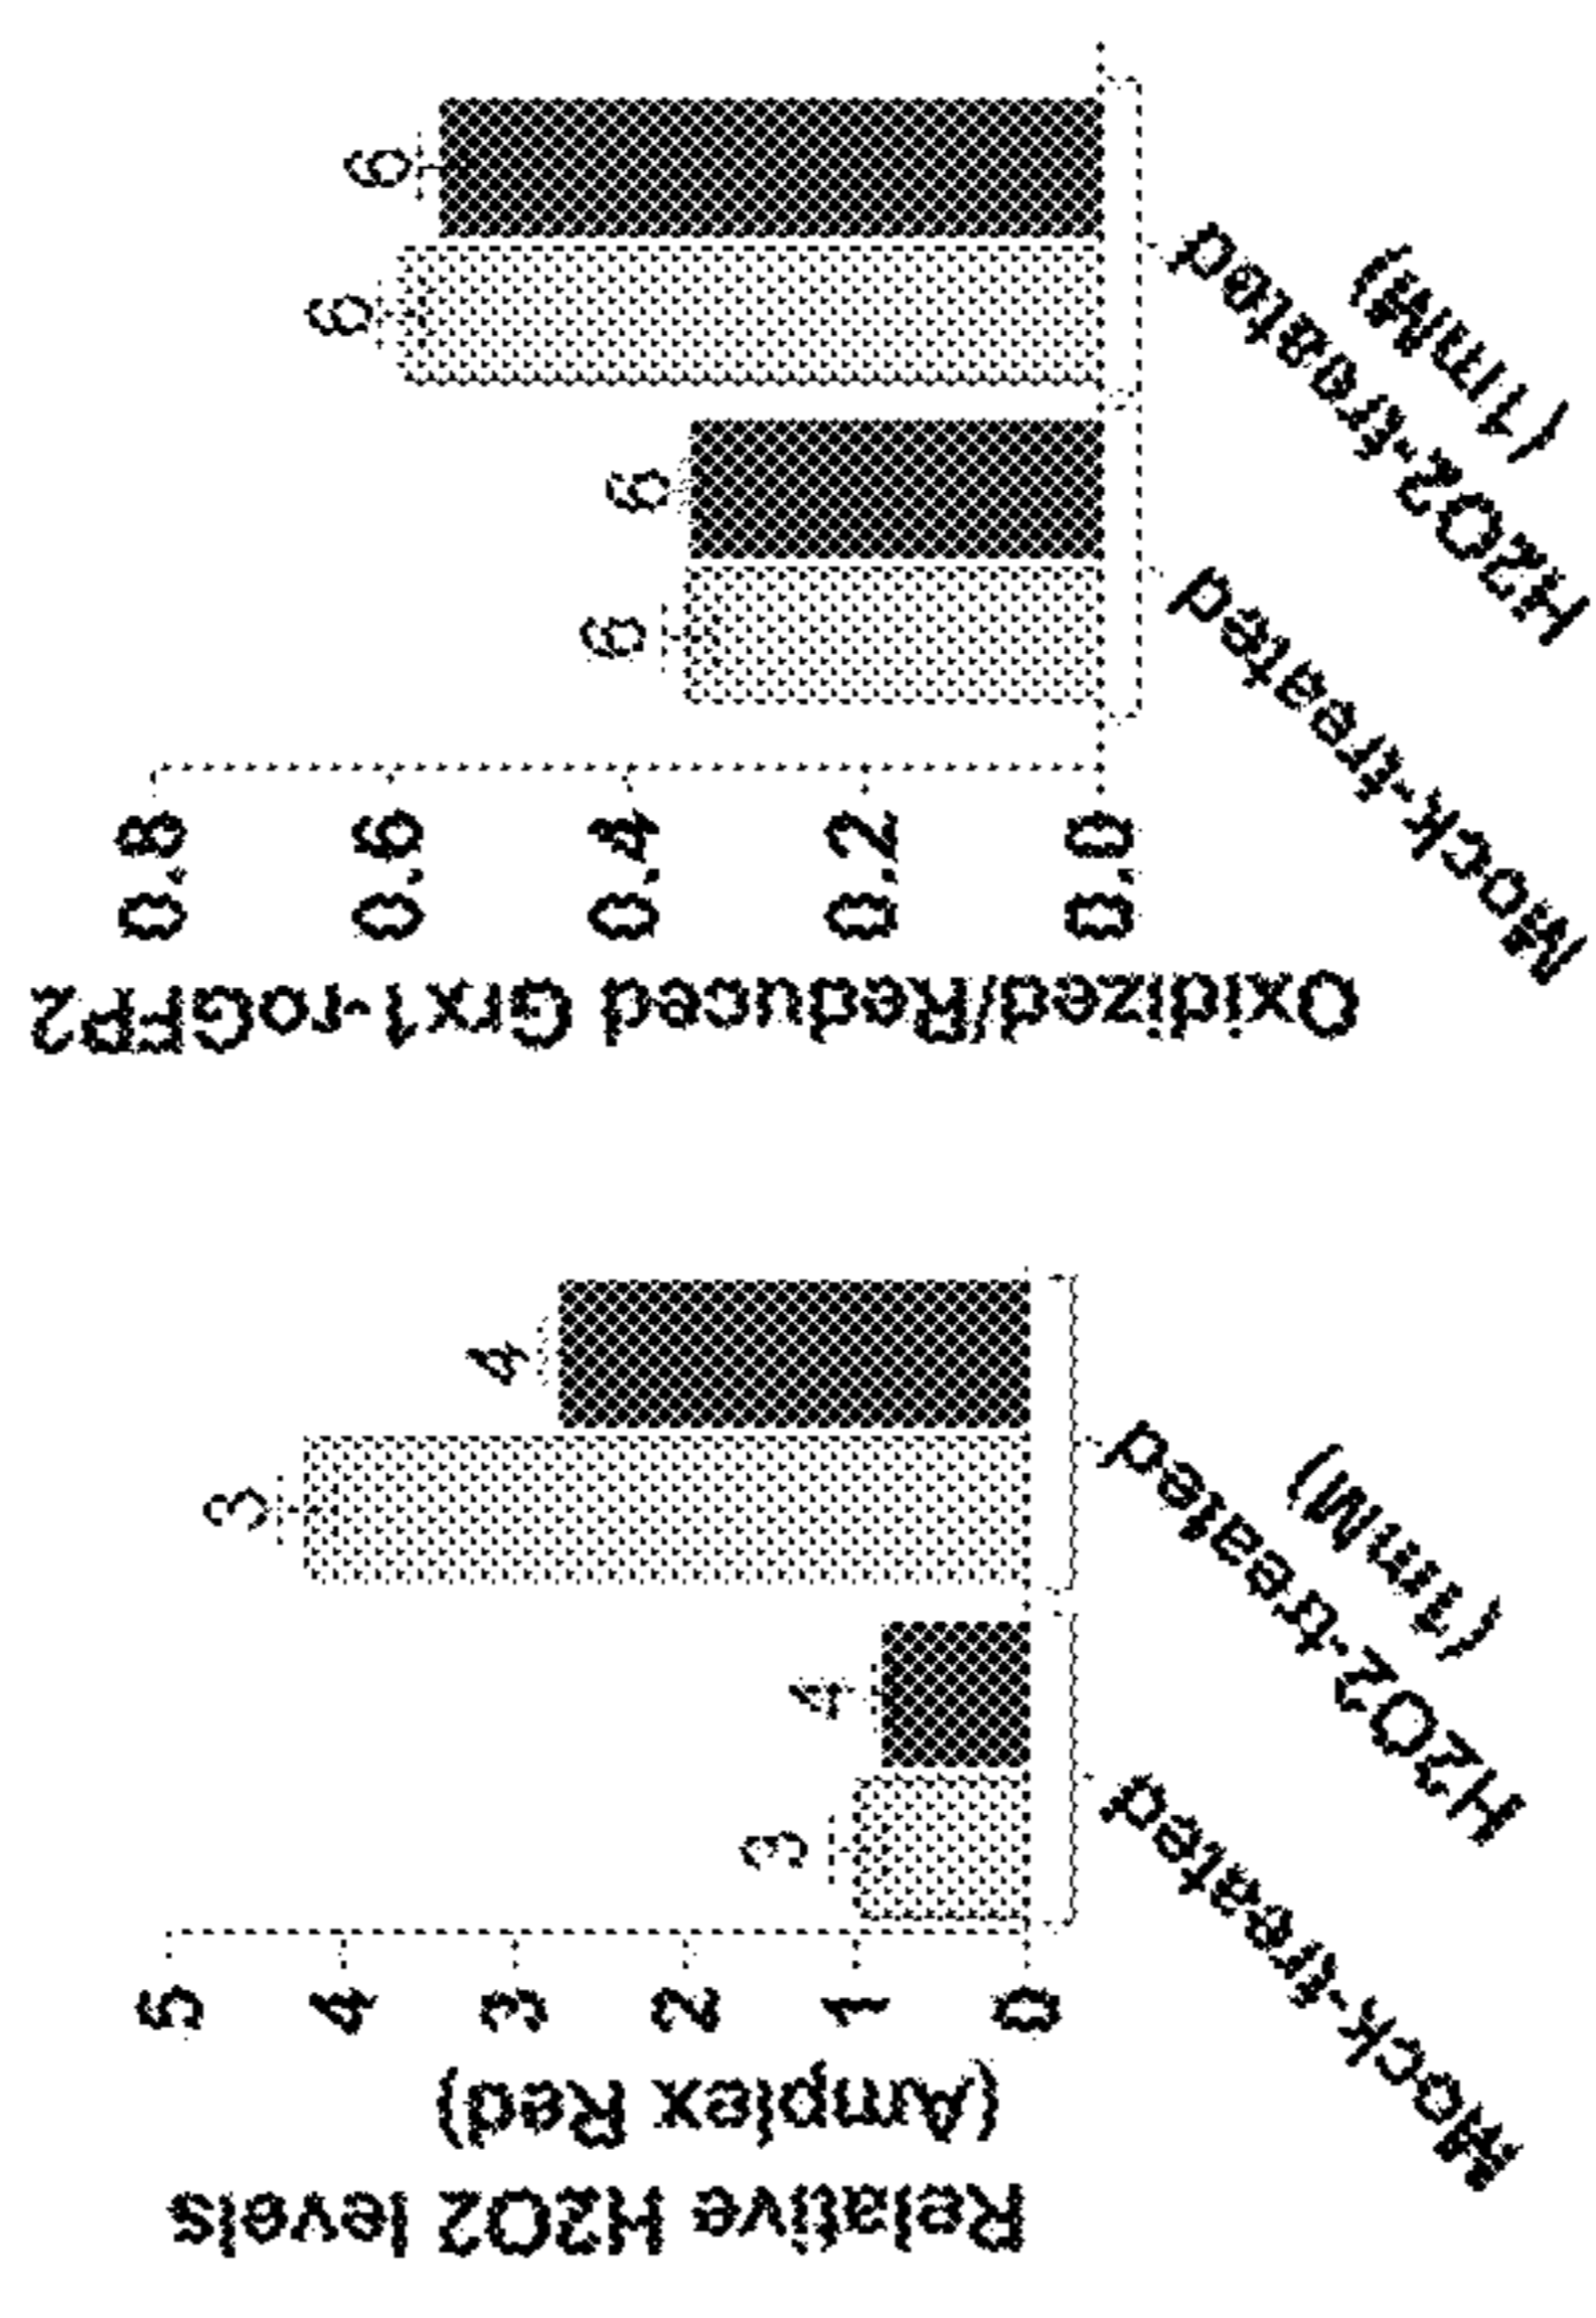 Relative H2O2 levels
(Amplex Red)
5
4
3
2
1
0
3
4
3
4
Mock-treated
H2O2-treated
(1mM)
Oxidized/Reduced Grx1-roGFP2
0.8
0.6
0.4
0.2
0.0
6
6
6
6
Mock-treated
H2O2-treated
(1mM)